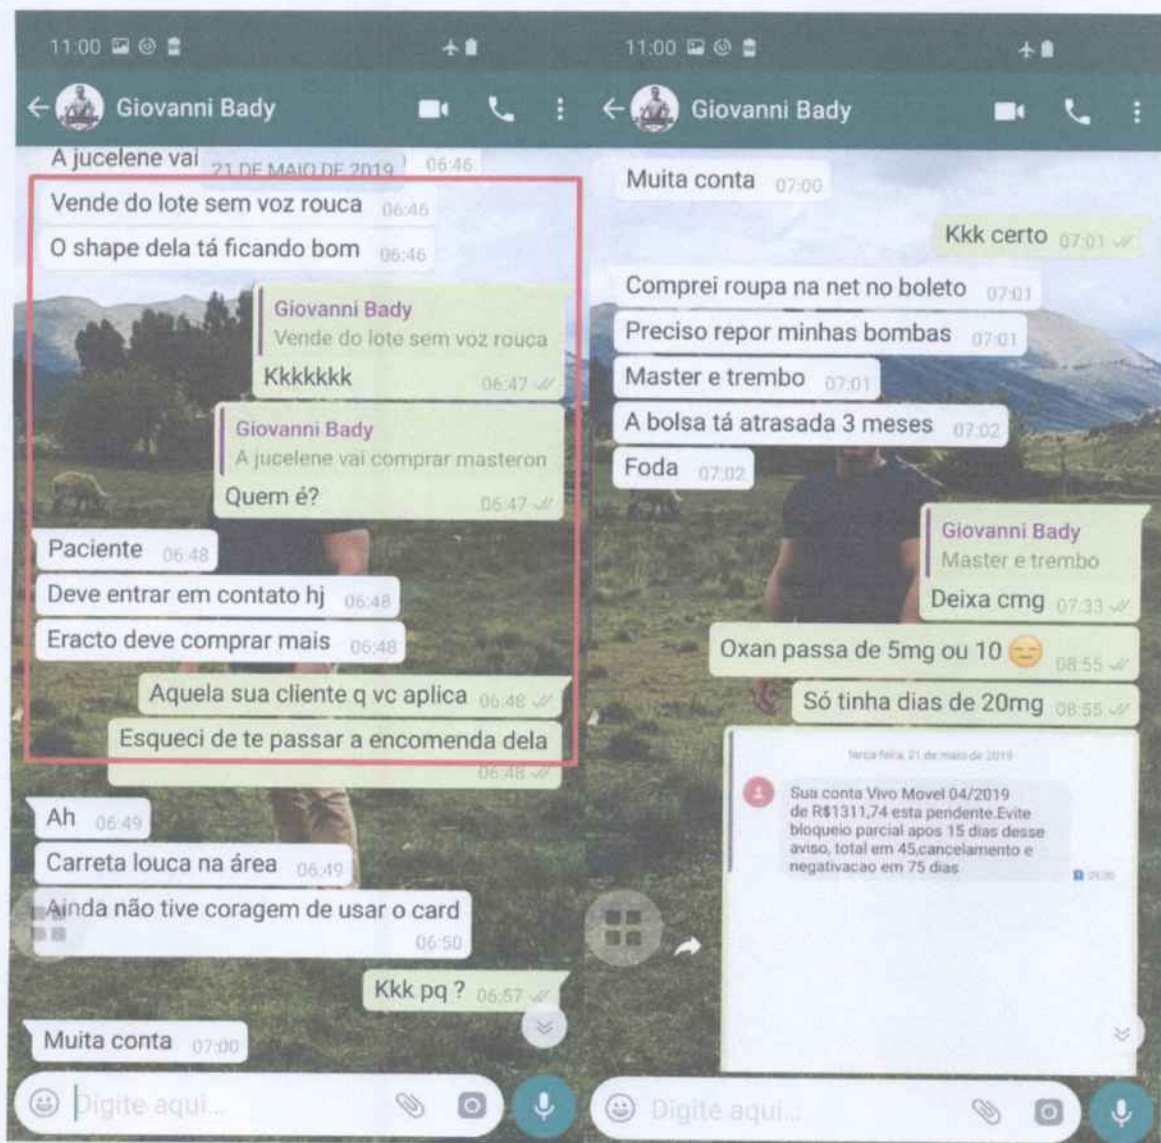 11:00
Giovanni Bady
A jucelene vai
21 DE MAIO DE 2019
06:46
Vende do lote sem voz rouca 06:46
O shape dela tá ficando bom 06:46
Giovanni Bady
Vende do lote sem voz rouca
Kkkkkkk 06:47
Giovanni Bady
A jucelene vai comprar masteron
Quem é? 06:47
Paciente 06:48
Deve entrar em contato hj 06:48
Eracto deve comprar mais 06:48
Aquela sua cliente q vc aplica 06:48
Esqueci de te passar a encomenda dela
06:48
Ah 06:49
Carreta louca na área 06:49
Ainda não tive coragem de usar o card
06:50
Kkk pq ? 06:57
Muita conta 07:00
Digite aqui...
11:00
Giovanni Bady
Muita conta 07:00
Kkk certo 07:01
Comprei roupa na net no boleto 07:01
Preciso repor minhas bombas 07:01
Master e trembo 07:01
A bolsa tá atrasada 3 meses 07:02
Foda 07:02
Giovanni Bady
Master e trembo
Deixa cmg 07:33
Oxan passa de 5mg ou 10 08:55
Só tinha dias de 20mg 08:55
terça-feira, 21 de maio de 2019
Sua conta Vivo Movel 04/2019
de R$1311,74 esta pendente.Evite
bloqueio parcial apos 15 dias desse
aviso, total em 45,cancelamento e
negativacao em 75 dias
Digite aqui...